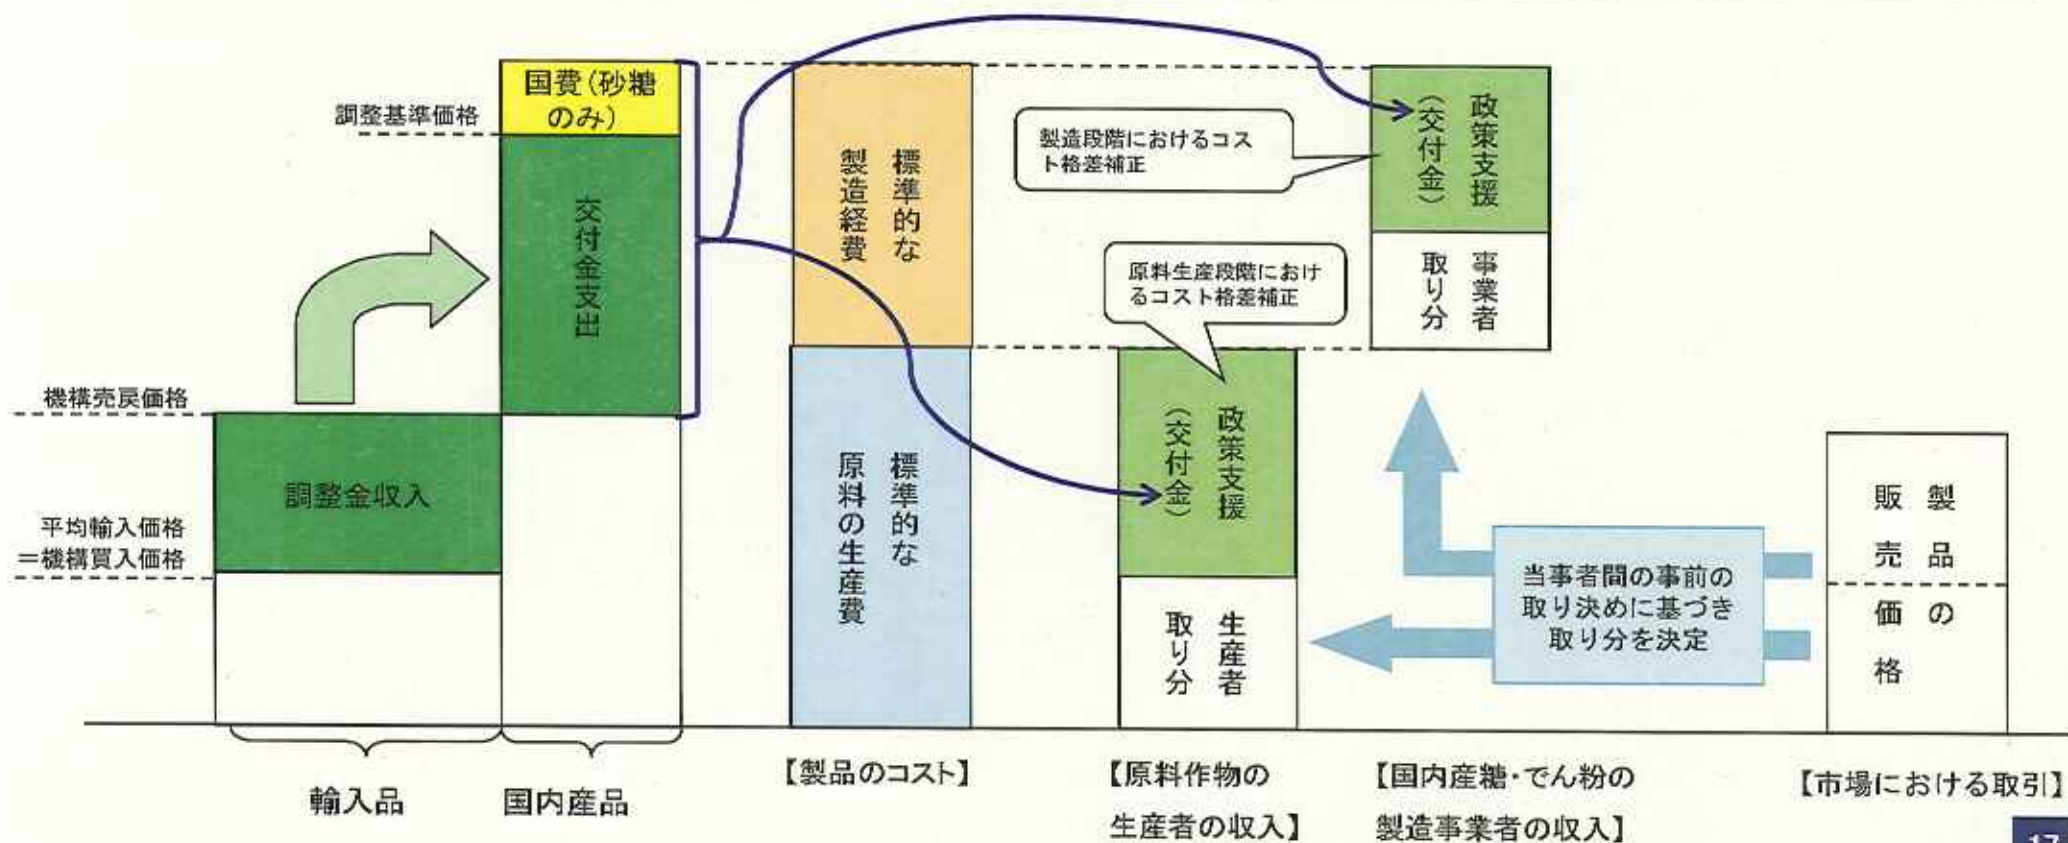 国費(砂糖
のみ)
調整基準価格
交付金支出
機構売戻価格
調整金収入
平均輸入価格
=機構買入価格
輸入品
国内産品
標準的な
製造経費
標準的な
原料の生産費
【製品のコスト】
製造段階におけるコス
ト格差補正
原料生産段階におけ
るコスト格差補正
政策支援
(交付金)
生産者
取り分
【原料作物の
生産者の収入】
政策支援
(交付金)
事業者
取り分
【国内産糖・でん粉の
製造事業者の収入】
当事者間の事前の
取り決めに基づき
取り分を決定
製品の
販売価格
【市場における取引】
17